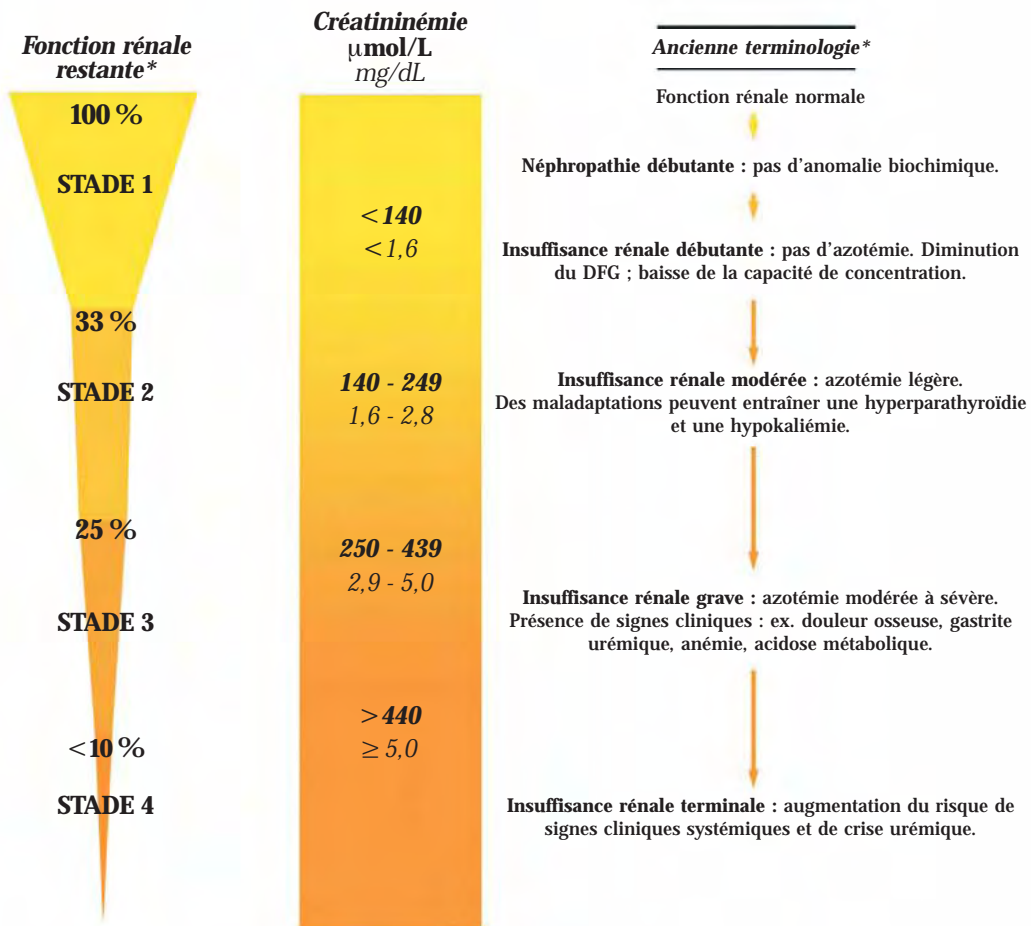 Fonction rénale
restante*
100 %
STADE 1
33 %
STADE 2
25 %
STADE 3
<10 %
STADE 4
Créatininémie
µmol/L
mg/dL
<140
<1,6
140 - 249
1,6 - 2,8
250 - 439
2,9 - 5,0
>440
≥ 5,0
Ancienne terminologie*
Fonction rénale normale
Néphropathie débutante : pas d'anomalie biochimique.
Insuffisance rénale débutante : pas d'azotémie. Diminution
du DFG ; baisse de la capacité de concentration.
Insuffisance rénale modérée : azotémie légère.
Des maladaptations peuvent entraîner une hyperparathyroïdie
et une hypokaliémie.
Insuffisance rénale grave : azotémie modérée à sévère.
Présence de signes cliniques : ex. douleur osseuse, gastrite
urémique, anémie, acidose métabolique.
Insuffisance rénale terminale : augmentation du risque de
signes cliniques systémiques et de crise urémique.